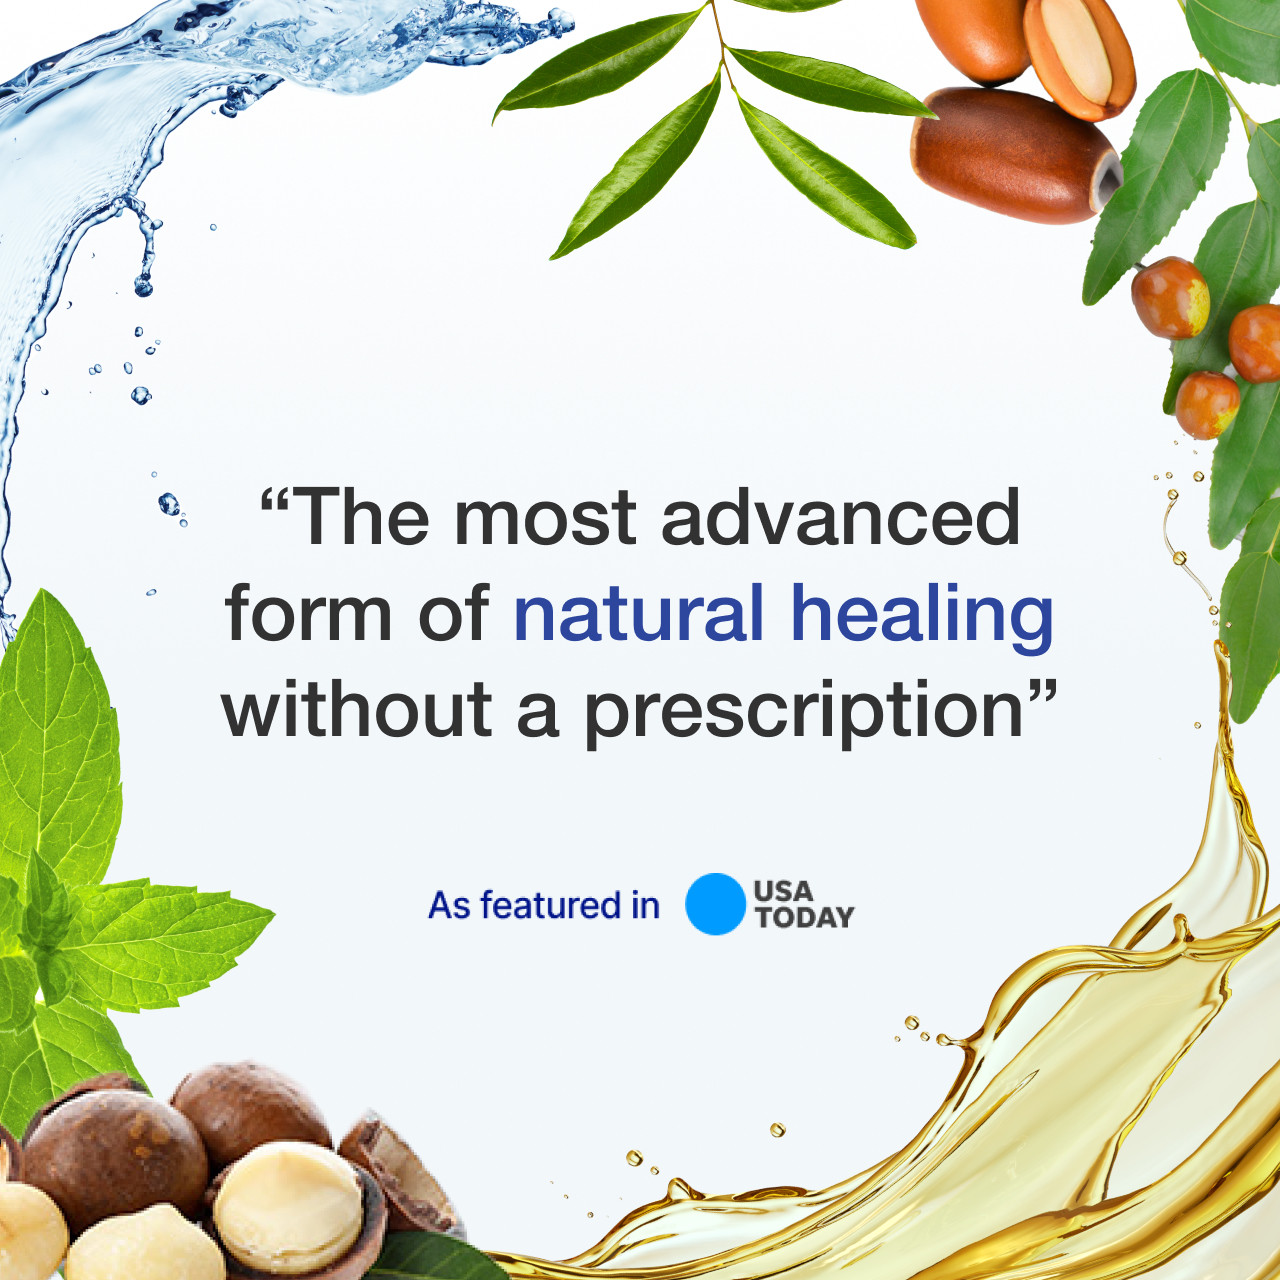 “The most advanced
form of natural healing
without a prescription”
As featured in USA
TODAY